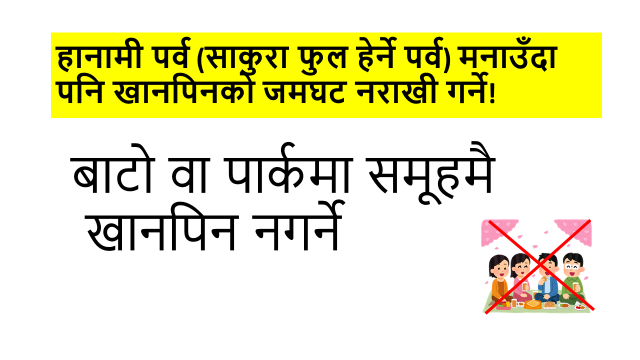 हानामी पर्व (साकुरा फुल हेर्ने पर्व) मनाउँदा
पनि खानपिनको जमघट नराखी गर्ने!
बाटो वा पार्कमा समूहमै
खानपिन नगर्ने